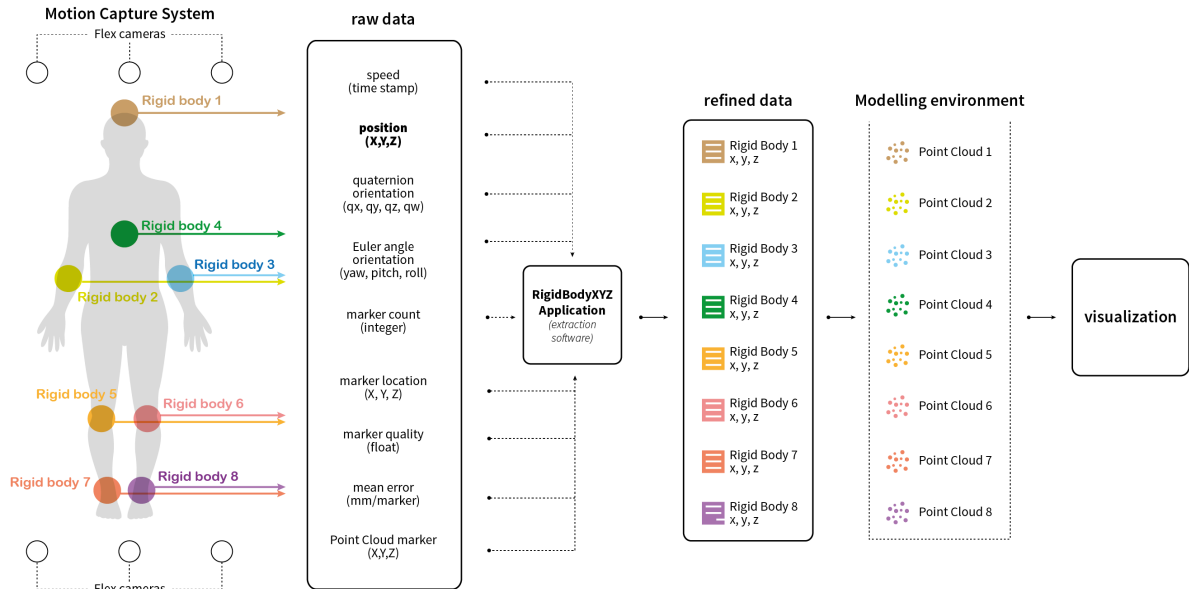 Motion Capture System
Flex cameras
Rigid body 1
Rigid body 4
Rigid body 3
Rigid body 2
Rigid body 5
Rigid body 6
Rigid body 7
Rigid body 8
Flex cameras
raw data
speed
(time stamp)
position
(X,Y,Z)
quaternion
orientation
(qx, qy, qz, qw)
Euler angle
orientation
(yaw, pitch, roll)
marker count
(integer)
marker location
(X, Y, Z)
marker quality
(float)
mean error
(mm/marker)
Point Cloud marker
(X,Y,Z)
RigidBodyXYZ
Application
(extraction
software)
refined data
Rigid Body 1
x, y, z
Rigid Body 2
x, y, z
Rigid Body 3
x, y, z
Rigid Body 4
x, y, z
Rigid Body 5
x, y, z
Rigid Body 6
x, y, z
Rigid Body 7
x, y, z
Rigid Body 8
x, y, z
Modelling environment
Point Cloud 1
Point Cloud 2
Point Cloud 3
Point Cloud 4
Point Cloud 5
Point Cloud 6
Point Cloud 7
Point Cloud 8
visualization